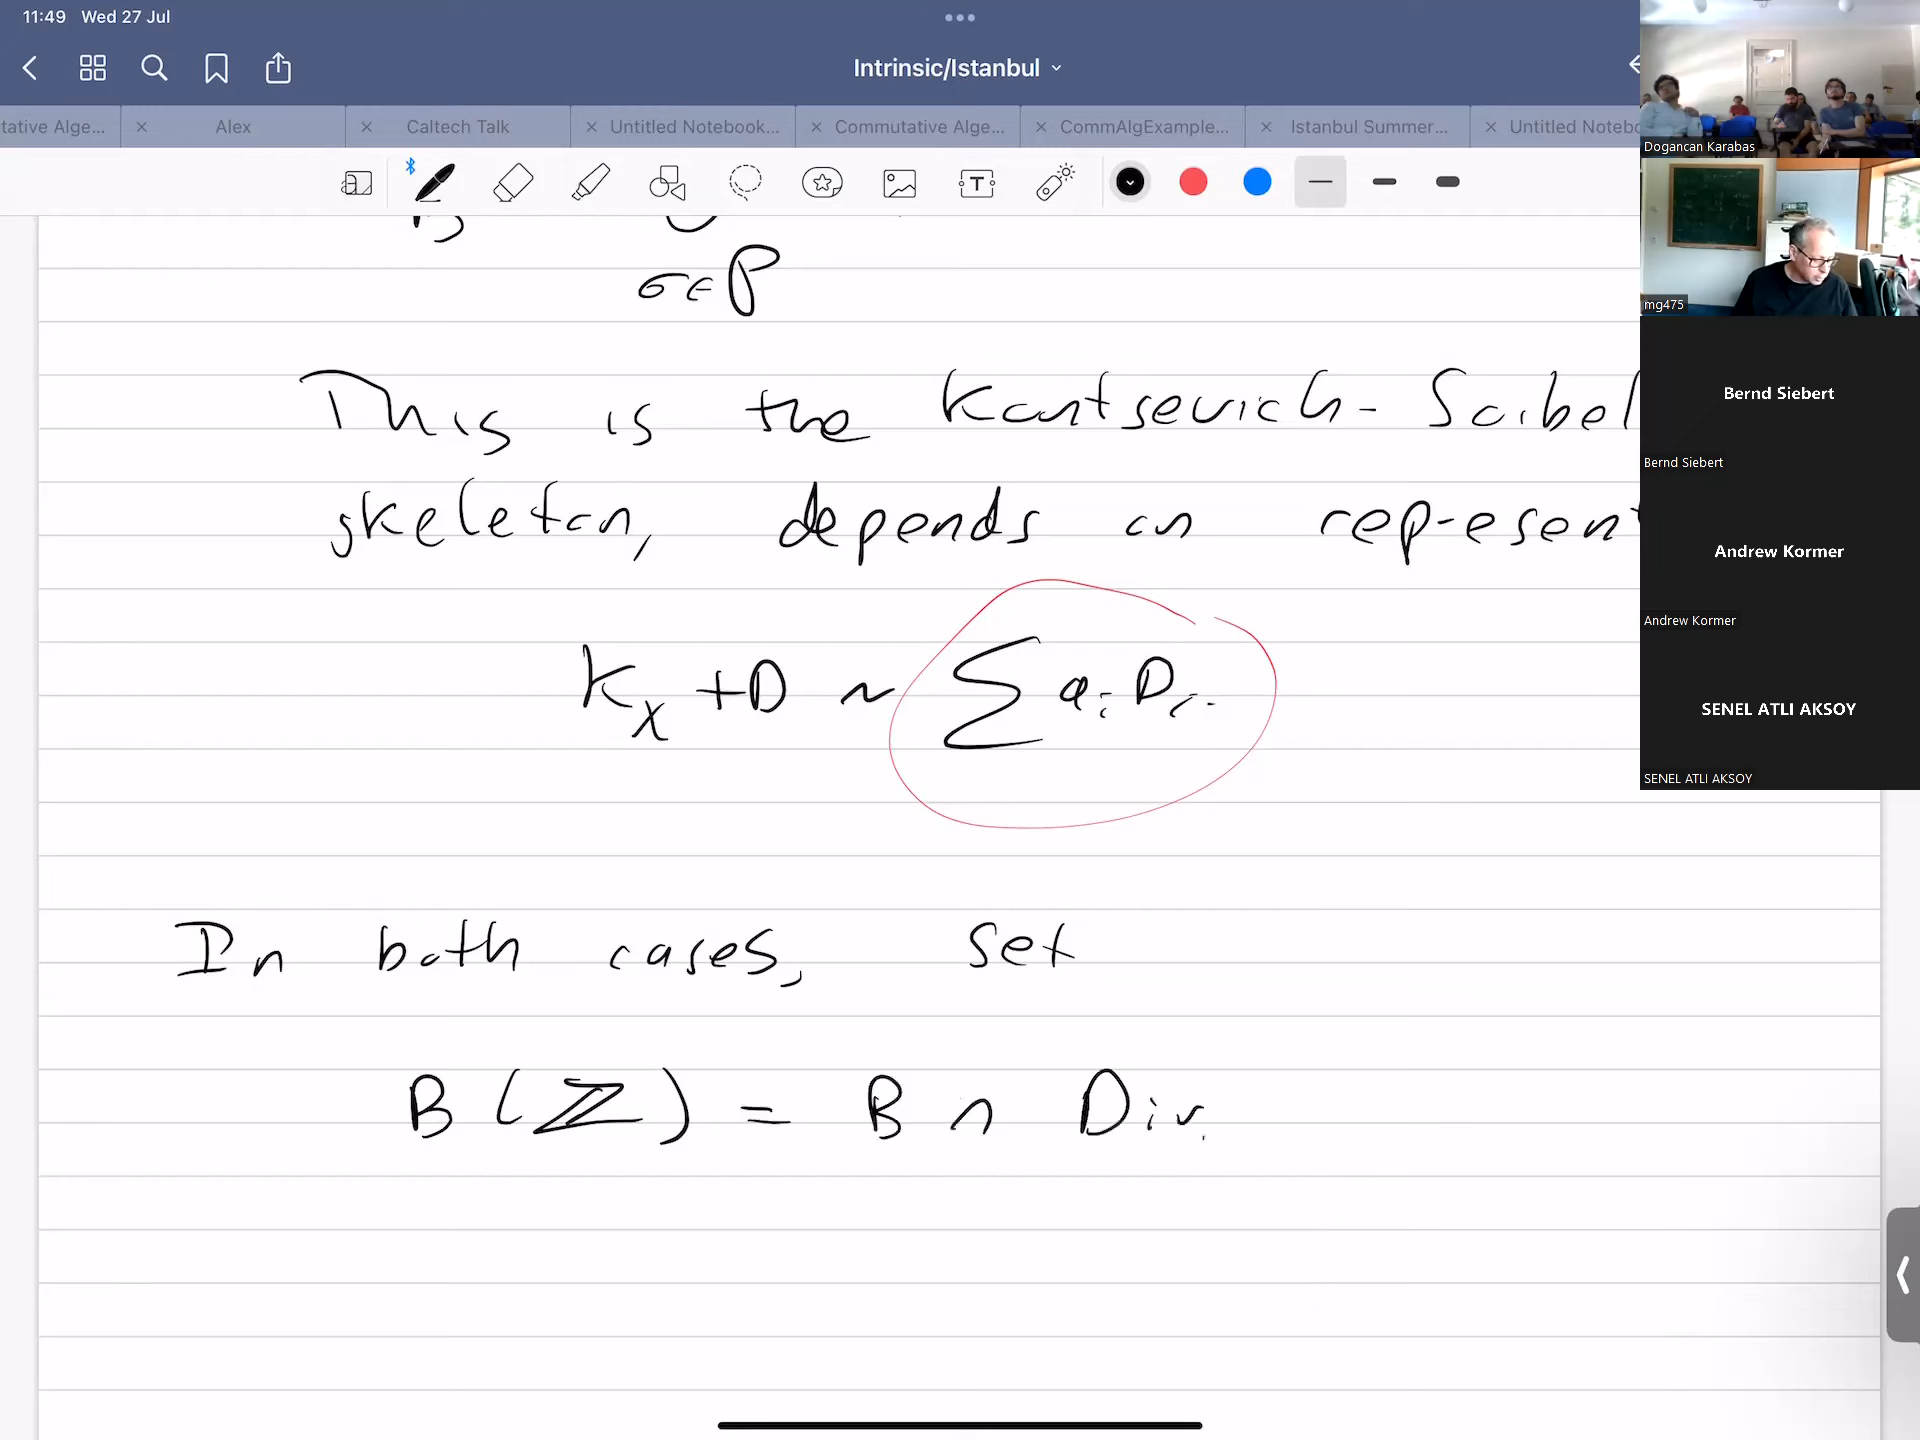 11:49 Wed 27 Jul
Intrinsic/Istanbul
tative Alge...
Alex
Caltech Talk
Untitled Notebook...
Commutative Alge...
CommAlgExample...
Istanbul Summer...
Untitled Notebo
B
σ∈P
This is the Kontsevich-Soibel
skeleton, depends on represent
K_X + D ~ ∑ a_i D_i.
In both cases, set
B(ℤ) = B ∩ Div
Dogancan Karabas
mg475
Bernd Siebert
Bernd Siebert
Andrew Kormer
Andrew Kormer
SENEL ATLI AKSOY
SENEL ATLI AKSOY